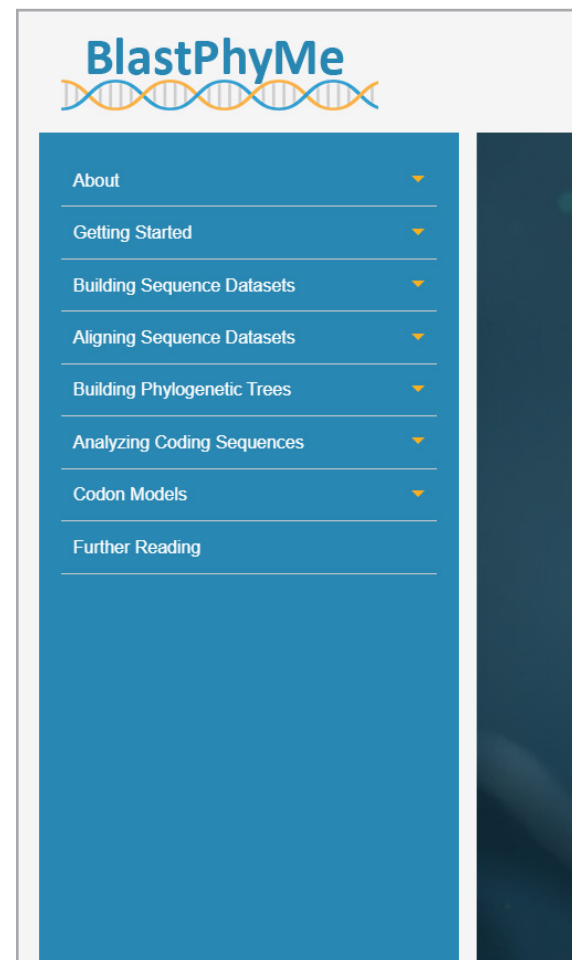 BlastPhyMe
About
Getting Started
Building Sequence Datasets
Aligning Sequence Datasets
Building Phylogenetic Trees
Analyzing Coding Sequences
Codon Models
Further Reading